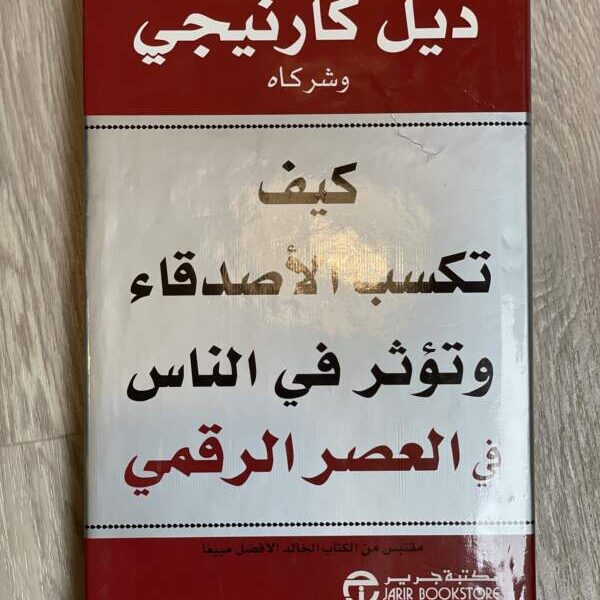 ديل كارنيجي
وشركاه
كيف
تكسب الأصدقاء
وتؤثر في الناس
في العصر الرقمي
مقتبس من الكتاب الخالد الأفضل مبيعا
مكتبة جرير
JARIR BOOKSTORE